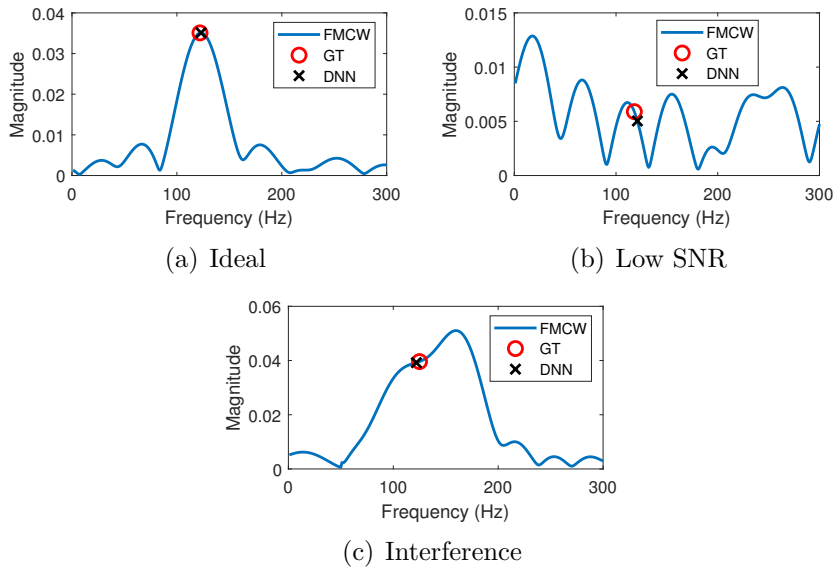 0.04
0.03
0.02
0.01
0
0 100 200 300
Magnitude
Frequency (Hz)
FMCW
GT
DNN
(a) Ideal
0.015
0.01
0.005
0
0 100 200 300
Magnitude
Frequency (Hz)
FMCW
GT
DNN
(b) Low SNR
0.06
0.04
0.02
0
0 100 200 300
Magnitude
Frequency (Hz)
FMCW
GT
DNN
(c) Interference